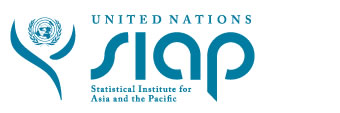 UNITED NATIONS
siap
Statistical Institute for
Asia and the Pacific